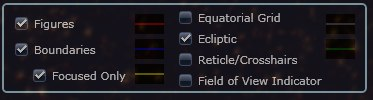 Figures
Boundaries
Focused Only
Equatorial Grid
Ecliptic
Reticle/Crosshairs
Field of View Indicator